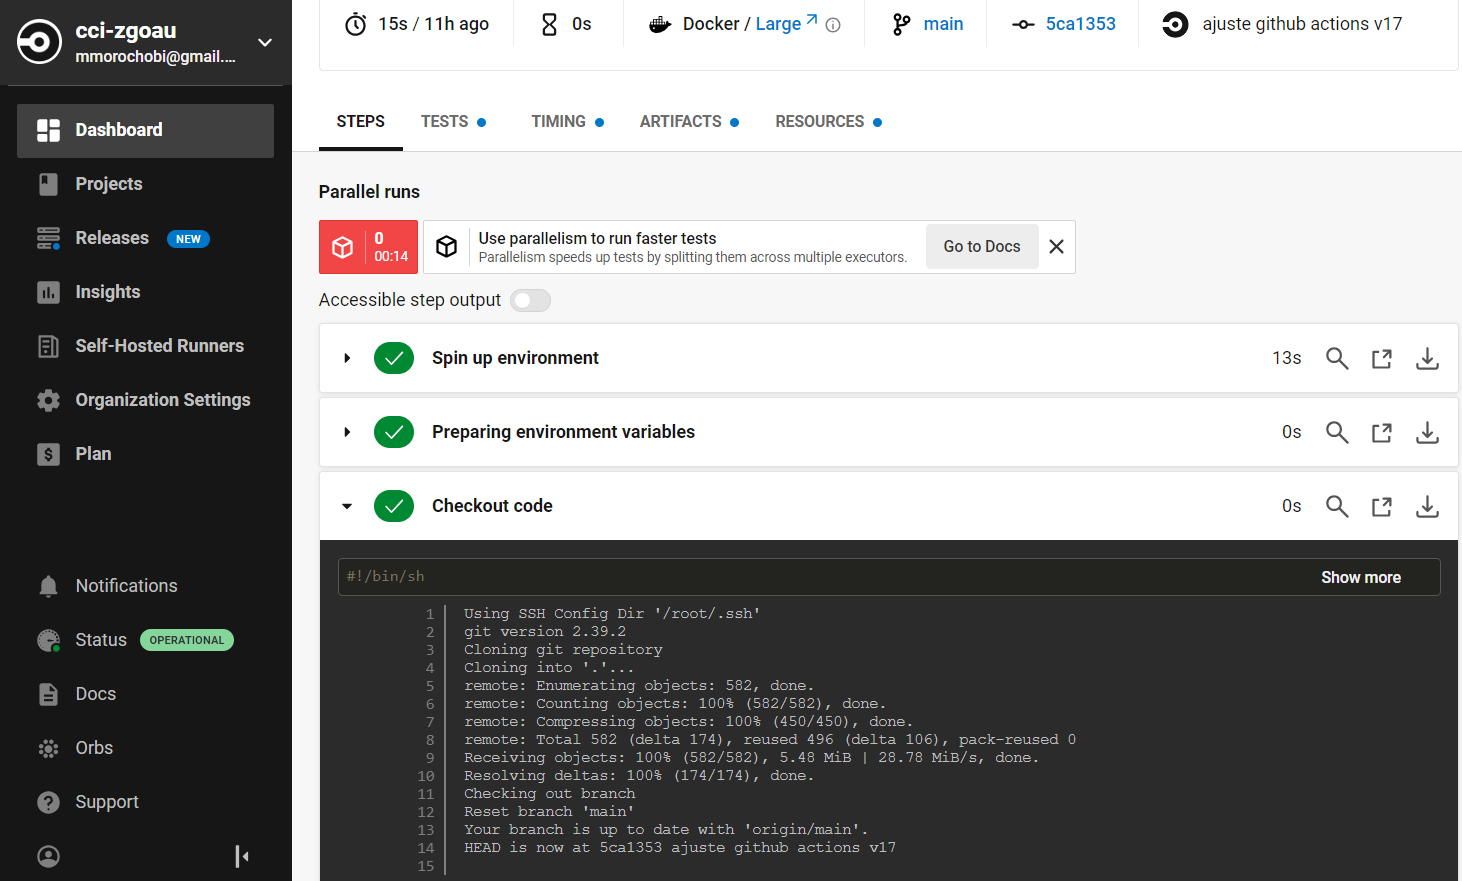 cci-zgoau
mmorochobi@gmail....
Dashboard
Projects
Releases NEW
Insights
Self-Hosted Runners
Organization Settings
Plan
Notifications
Status OPERATIONAL
Docs
Orbs
Support
15s / 11h ago
0s
Docker / Large
main
5ca1353
ajuste github actions v17
STEPS
TESTS
TIMING
ARTIFACTS
RESOURCES
Parallel runs
0
00:14
Use parallelism to run faster tests
Parallelism speeds up tests by splitting them across multiple executors.
Go to Docs
Accessible step output
Spin up environment 13s
Preparing environment variables 0s
Checkout code 0s
#!/bin/sh Show more
1 Using SSH Config Dir '/root/.ssh'
2 git version 2.39.2
3 Cloning git repository
4 Cloning into '.'...
5 remote: Enumerating objects: 582, done.
6 remote: Counting objects: 100% (582/582), done.
7 remote: Compressing objects: 100% (450/450), done.
8 remote: Total 582 (delta 174), reused 496 (delta 106), pack-reused 0
9 Receiving objects: 100% (582/582), 5.48 MiB | 28.78 MiB/s, done.
10 Resolving deltas: 100% (174/174), done.
11 Checking out branch
12 Reset branch 'main'
13 Your branch is up to date with 'origin/main'.
14 HEAD is now at 5ca1353 ajuste github actions v17
15